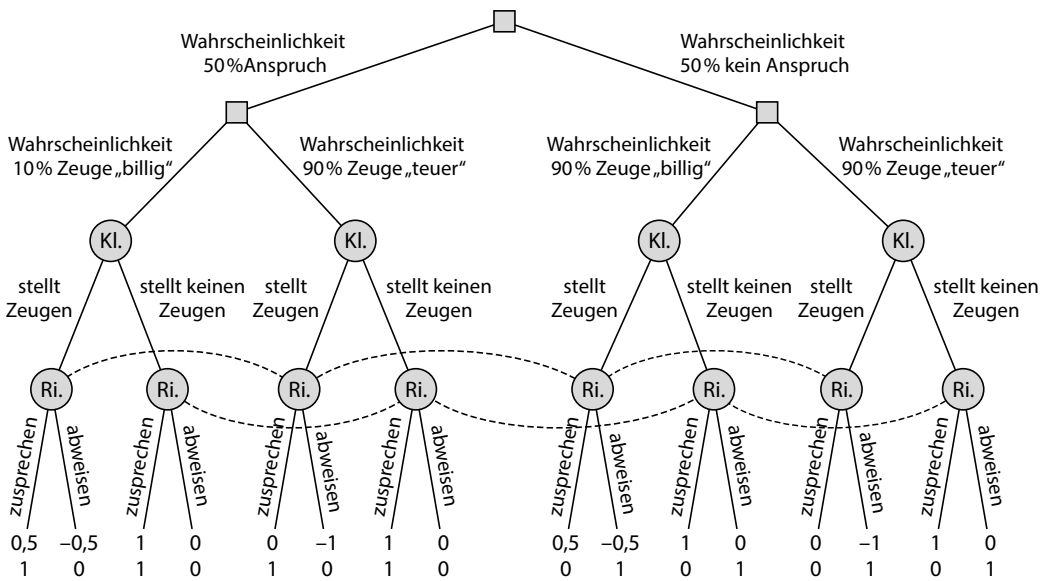 Wahrscheinlichkeit
50%Anspruch
Wahrscheinlichkeit
50% kein Anspruch
Wahrscheinlichkeit
10% Zeuge „billig“
Wahrscheinlichkeit
90% Zeuge „teuer“
Wahrscheinlichkeit
90% Zeuge „billig“
Wahrscheinlichkeit
90% Zeuge „teuer“
Kl. Kl. Kl. Kl.
stellt
Zeugen
stellt keinen
Zeugen
stellt
Zeugen
stellt keinen
Zeugen
stellt
Zeugen
stellt keinen
Zeugen
stellt
Zeugen
stellt keinen
Zeugen
Ri. Ri. Ri. Ri. Ri. Ri. Ri. Ri.
zusprechen abweisen zusprechen abweisen zusprechen abweisen zusprechen abweisen zusprechen abweisen zusprechen abweisen zusprechen abweisen zusprechen abweisen
0,5 –0,5 1 0 0 –1 1 0 0,5 –0,5 1 0 0 –1 1 0
1 0 1 0 1 0 1 0 0 1 0 1 0 1 0 1